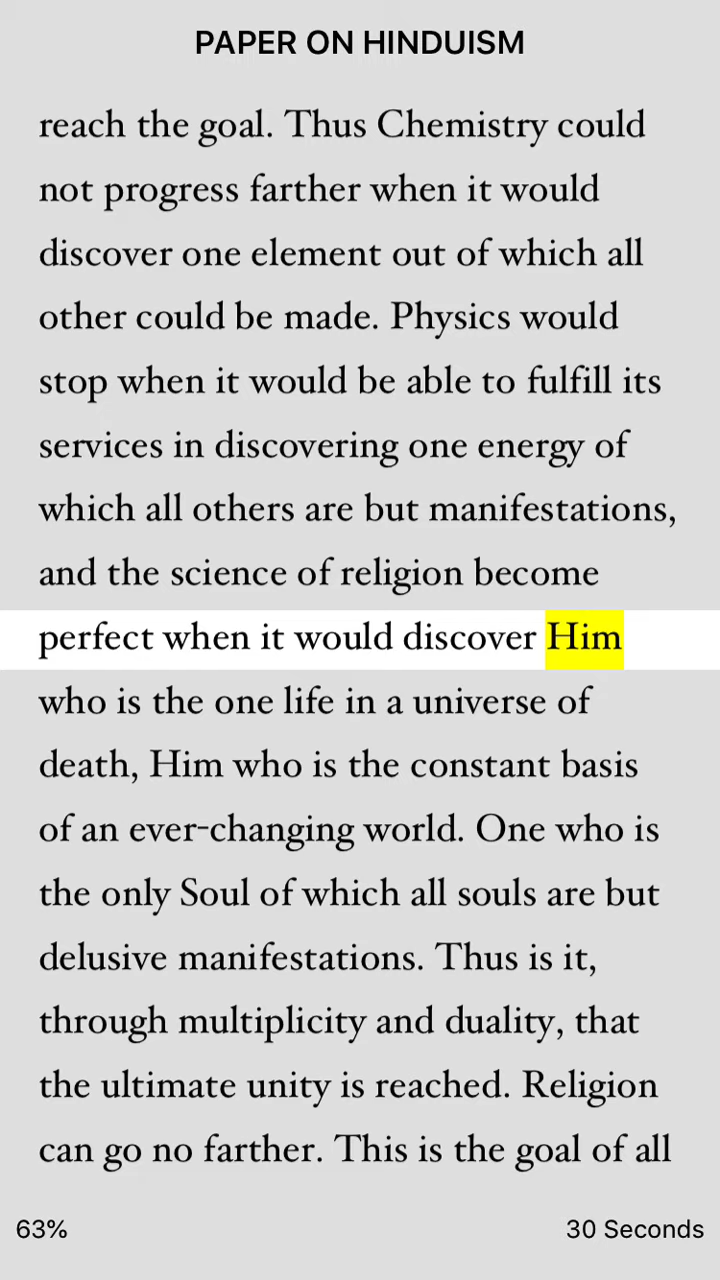 PAPER ON HINDUISM
reach the goal. Thus Chemistry could
not progress farther when it would
discover one element out of which all
other could be made. Physics would
stop when it would be able to fulfill its
services in discovering one energy of
which all others are but manifestations,
and the science of religion become
perfect when it would discover Him
who is the one life in a universe of
death, Him who is the constant basis
of an ever-changing world. One who is
the only Soul of which all souls are but
delusive manifestations. Thus is it,
through multiplicity and duality, that
the ultimate unity is reached. Religion
can go no farther. This is the goal of all
63%
30 Seconds